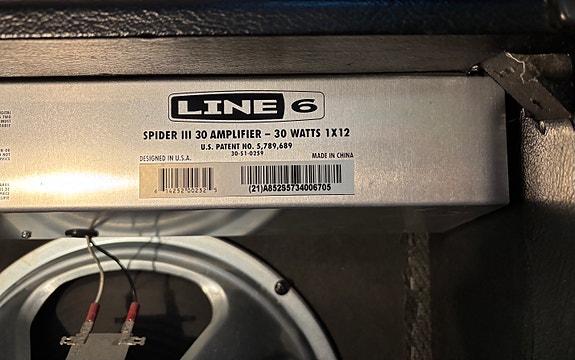 LINE 6
SPIDER III 30 AMPLIFIER – 30 WATTS 1X12
U.S. PATENT NO. 5,789,689
30-51-0259
DESIGNED IN U.S.A.
MADE IN CHINA
(21)A852S5734006705